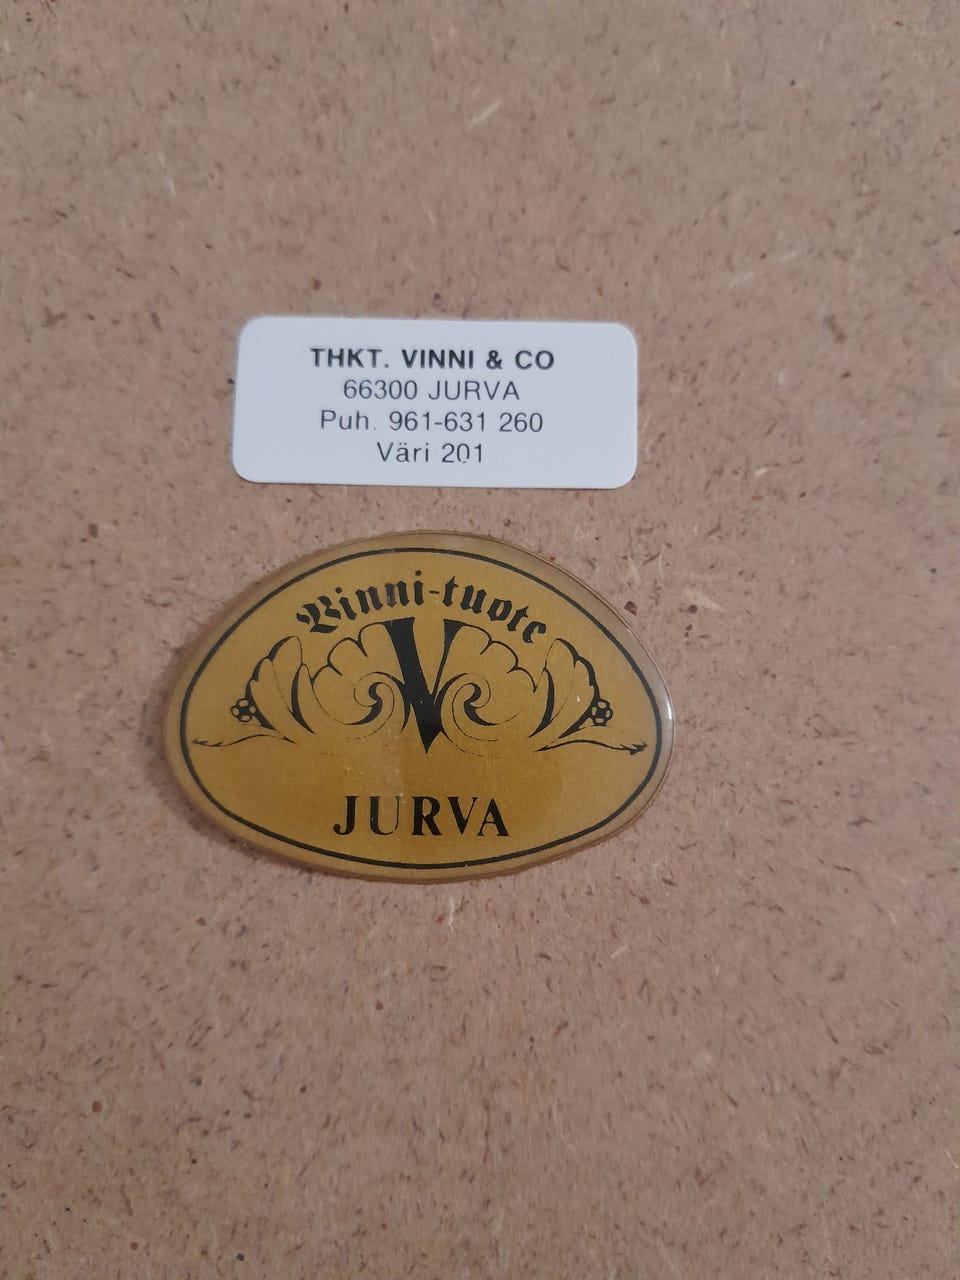 THKT. VINNI & CO
66300 JURVA
Puh. 961-631 260
Väri 201
Vinni-tuote
V
JURVA